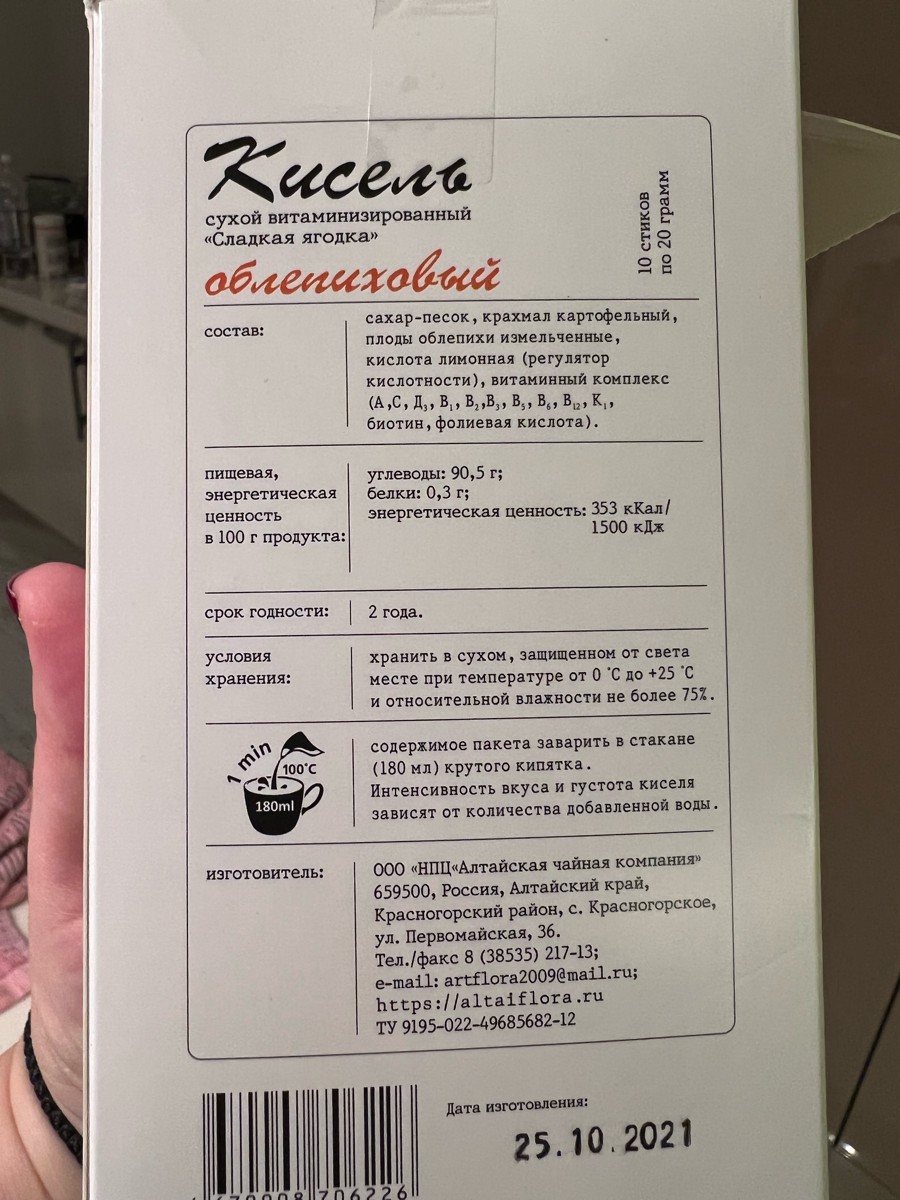 Кисель
сухой витаминизированный
«Сладкая ягодка»
облепиховый
10 стиков
по 20 грамм
состав:
сахар-песок, крахмал картофельный,
плоды облепихи измельченные,
кислота лимонная (регулятор
кислотности), витаминный комплекс
(А,С, Д₃, В₁, В₂,В₃, В₅, В₆, В₁₂, К₁,
биотин, фолиевая кислота).
пищевая,
энергетическая
ценность
в 100 г продукта:
углеводы: 90,5 г;
белки: 0,3 г;
энергетическая ценность: 353 кКал/
1500 кДж
срок годности:
2 года.
условия
хранения:
хранить в сухом, защищенном от света
месте при температуре от 0 °С до +25 °С
и относительной влажности не более 75%.
1 min
100°C
180ml
содержимое пакета заварить в стакане
(180 мл) крутого кипятка.
Интенсивность вкуса и густота киселя
зависят от количества добавленной воды.
изготовитель:
ООО «НПЦ«Алтайская чайная компания»
659500, Россия, Алтайский край,
Красногорский район, с. Красногорское,
ул. Первомайская, 36.
Тел./факс 8 (38535) 217-13;
e-mail: artflora2009@mail.ru;
https://altaiflora.ru
ТУ 9195-022-49685682-12
Дата изготовления:
25.10.2021
4 670008 706226